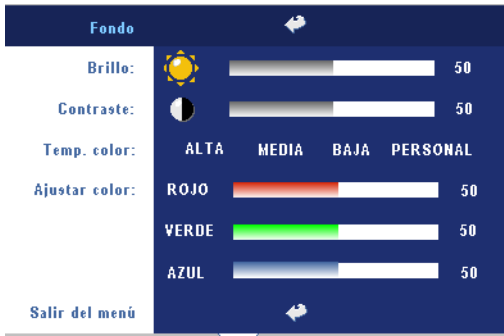 Fondo
Brillo: 50
Contraste: 50
Temp. color: ALTA MEDIA BAJA PERSONAL
Ajustar color: ROJO 50
VERDE 50
AZUL 50
Salir del menú